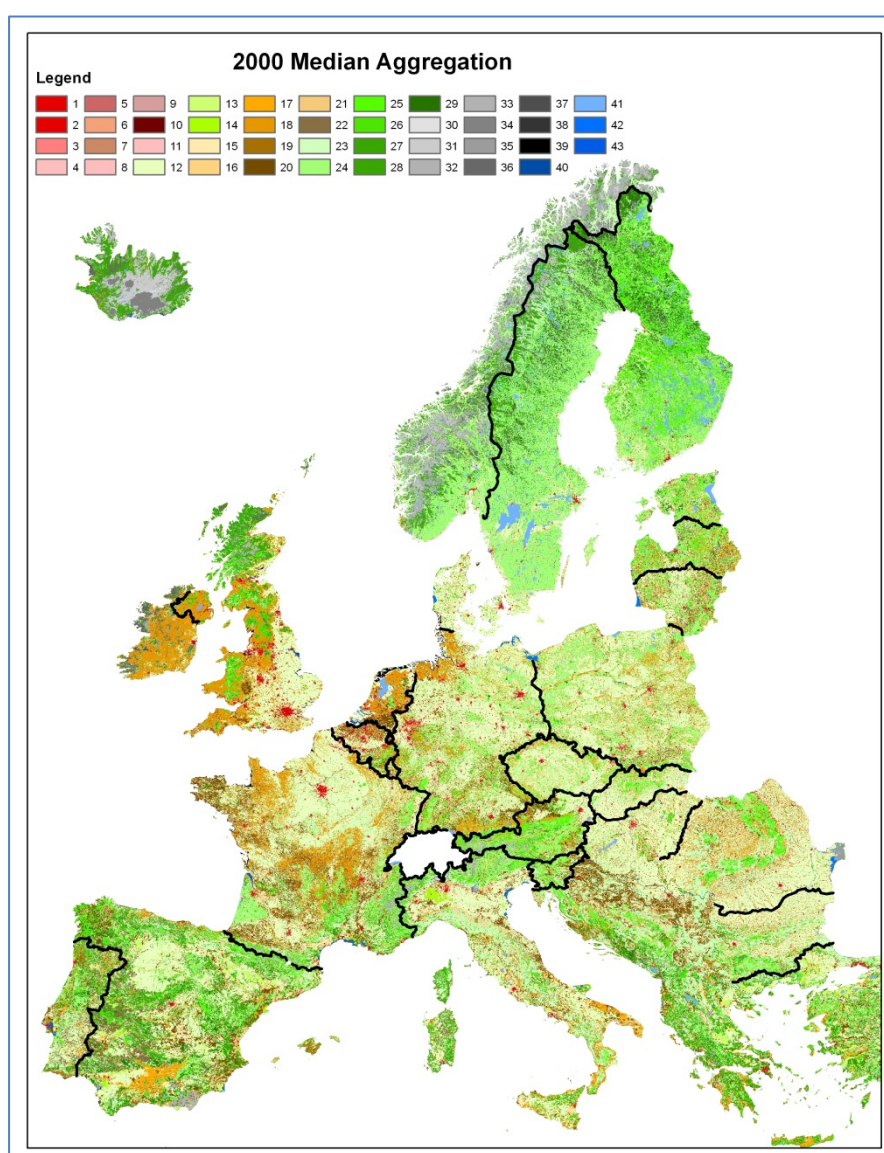 2000 Median Aggregation
Legend
1 5 9 13 17 21 25 29 33 37 41
2 6 10 14 18 22 26 30 34 38 42
3 7 11 15 19 23 27 31 35 39 43
4 8 12 16 20 24 28 32 36 40